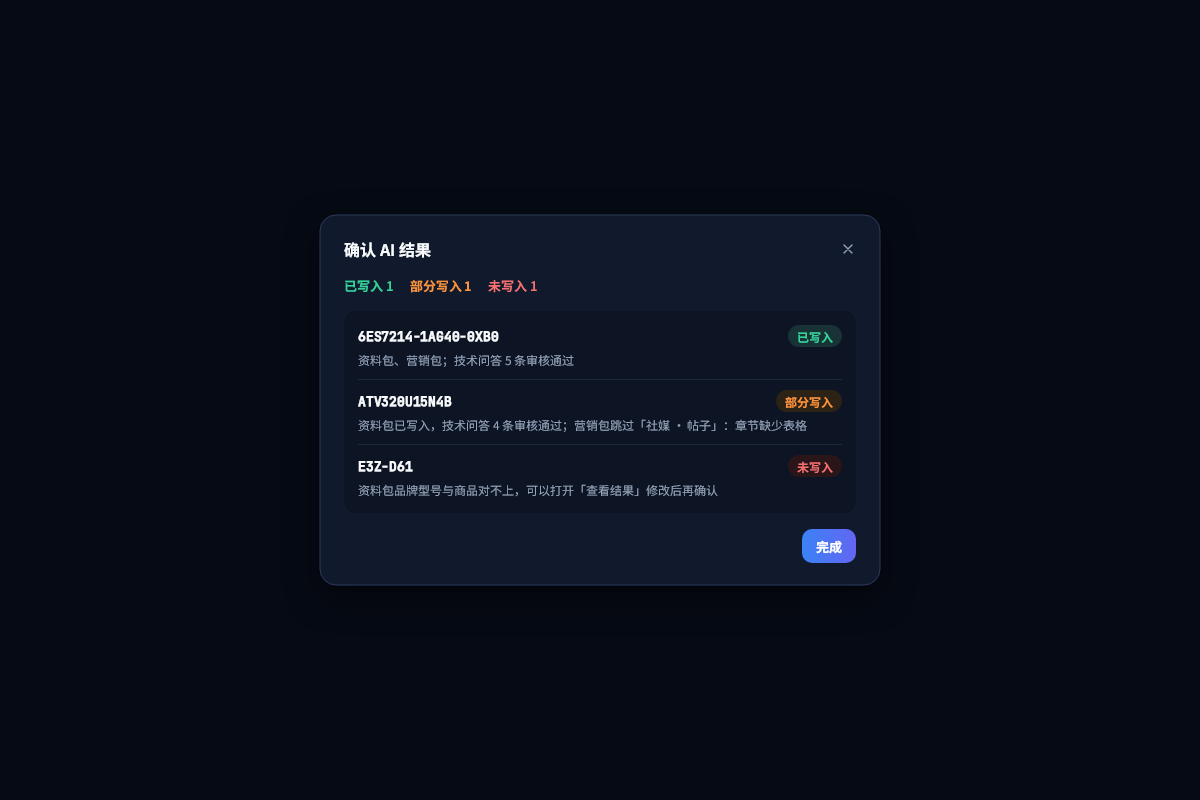 确认 AI 结果
已写入 1 部分写入 1 未写入 1
6ES7214-1AG40-0XB0 已写入
资料包、营销包；技术问答 5 条审核通过
ATV320U15N4B 部分写入
资料包已写入，技术问答 4 条审核通过；营销包跳过「社媒 · 帖子」：章节缺少表格
E3Z-D61 未写入
资料包品牌型号与商品对不上，可以打开「查看结果」修改后再确认
完成